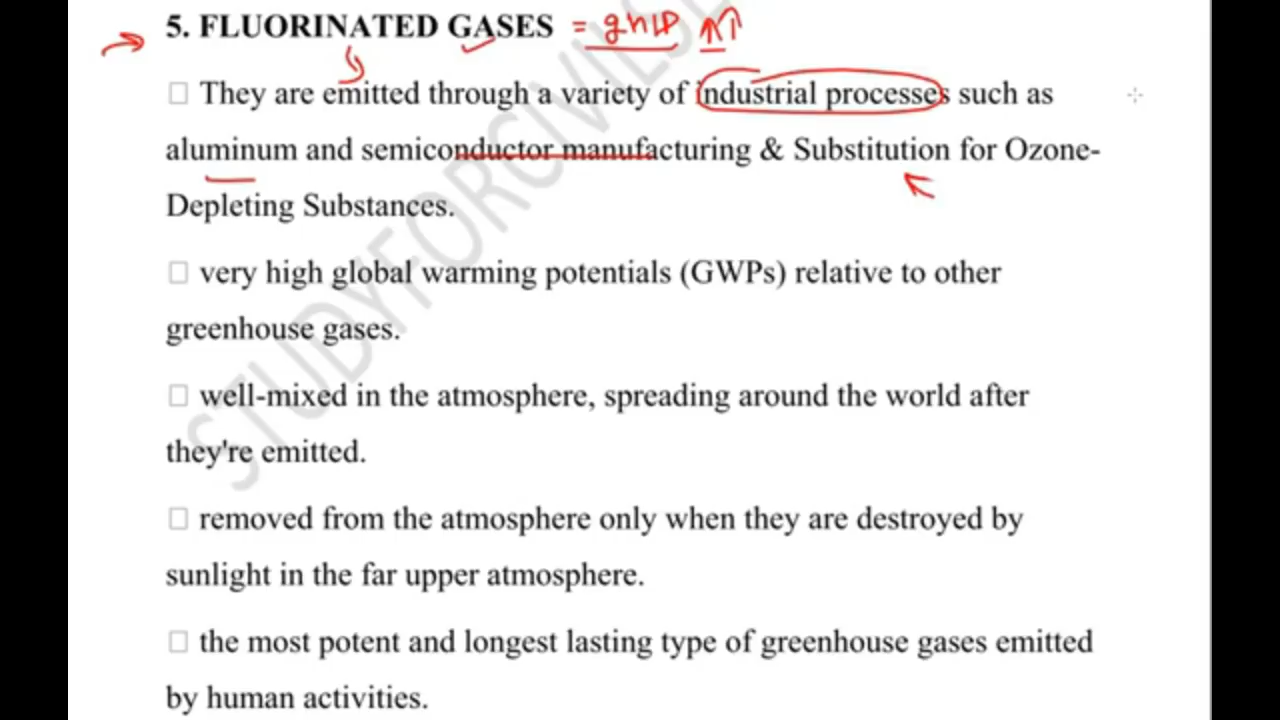 5. FLUORINATED GASES = GWP ↑↑
They are emitted through a variety of industrial processes such as
aluminum and semiconductor manufacturing & Substitution for Ozone-
Depleting Substances.
very high global warming potentials (GWPs) relative to other
greenhouse gases.
well-mixed in the atmosphere, spreading around the world after
they're emitted.
removed from the atmosphere only when they are destroyed by
sunlight in the far upper atmosphere.
the most potent and longest lasting type of greenhouse gases emitted
by human activities.
STUDYFORCIVILS